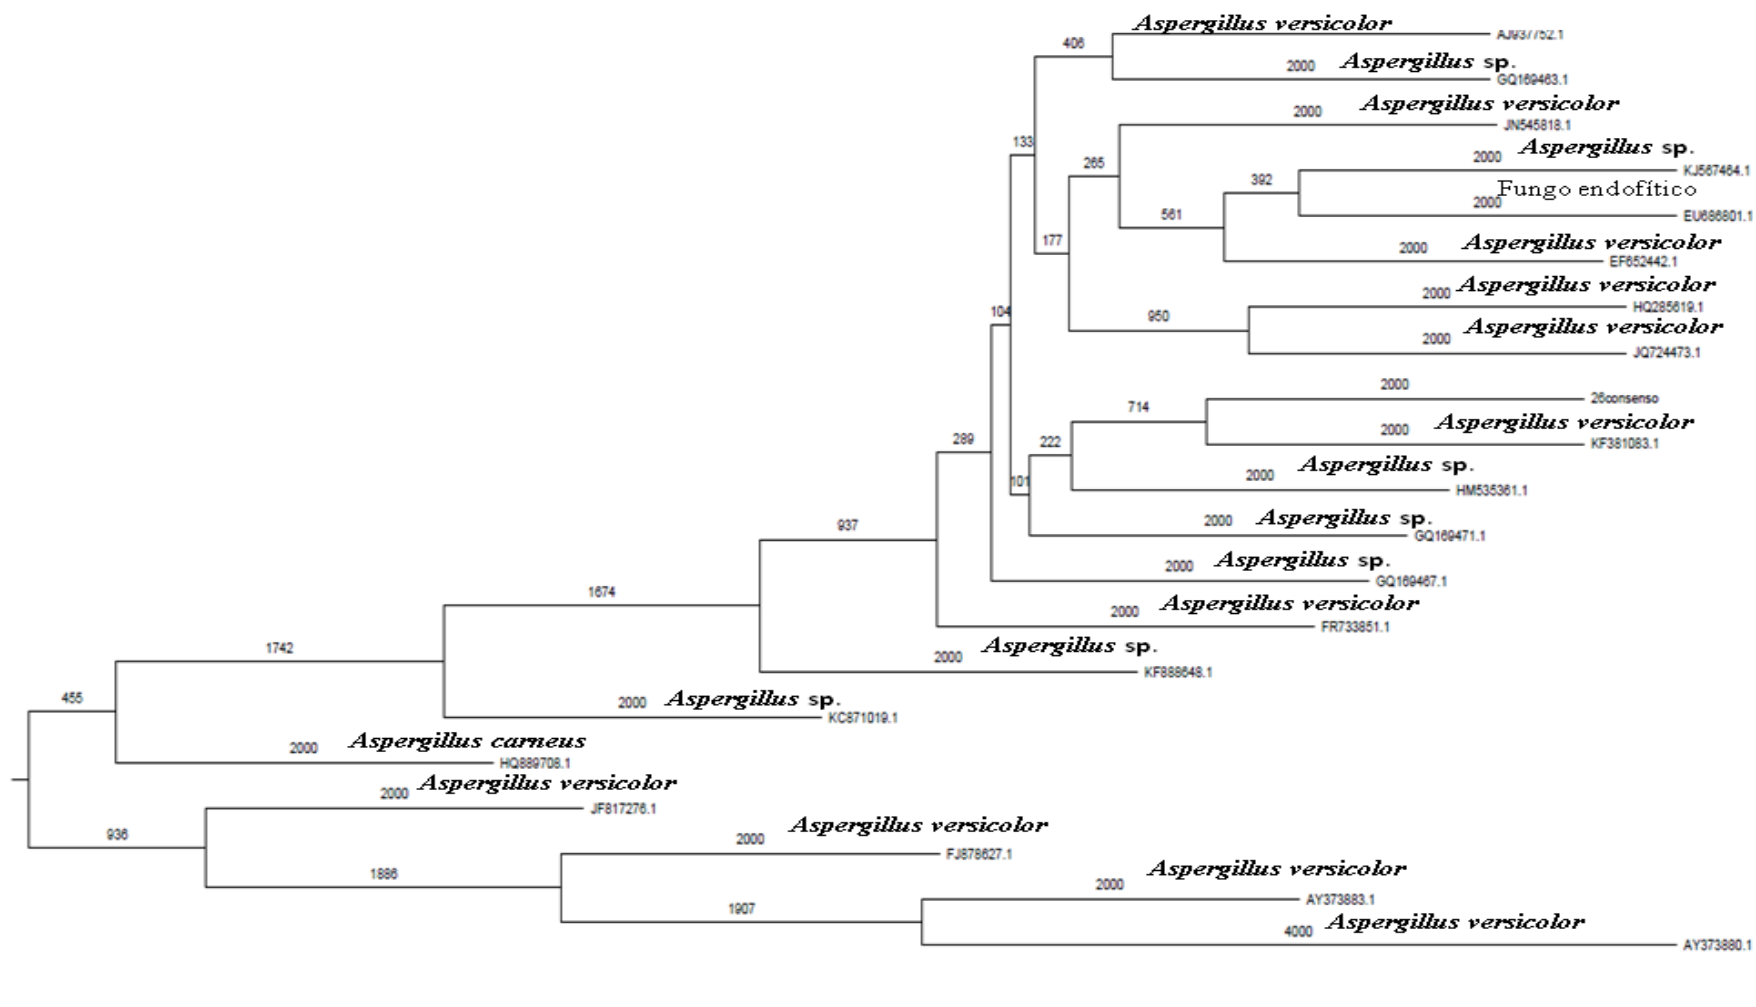 Aspergillus versicolor
406
AJ937752.1
2000 Aspergillus sp.
GQ169463.1
2000 Aspergillus versicolor
JN545818.1
133
2000 Aspergillus sp.
265
KJ567464.1
392
Fungo endofítico
2000
EU686801.1
561
177
2000 Aspergillus versicolor
EF652442.1
2000 Aspergillus versicolor
HQ285619.1
104
950
2000 Aspergillus versicolor
JQ724473.1
2000
26consenso
714
2000 Aspergillus versicolor
KF381083.1
289
222
2000 Aspergillus sp.
101
HM535361.1
2000 Aspergillus sp.
GQ169471.1
937
2000 Aspergillus sp.
GQ169467.1
1674
2000 Aspergillus versicolor
FR733851.1
1742
2000 Aspergillus sp.
KF888648.1
455
2000 Aspergillus sp.
KC871019.1
2000 Aspergillus carneus
HQ889708.1
2000 Aspergillus versicolor
JF817276.1
936
2000 Aspergillus versicolor
FJ878627.1
1886
2000 Aspergillus versicolor
AY373883.1
1907
4000 Aspergillus versicolor
AY373880.1